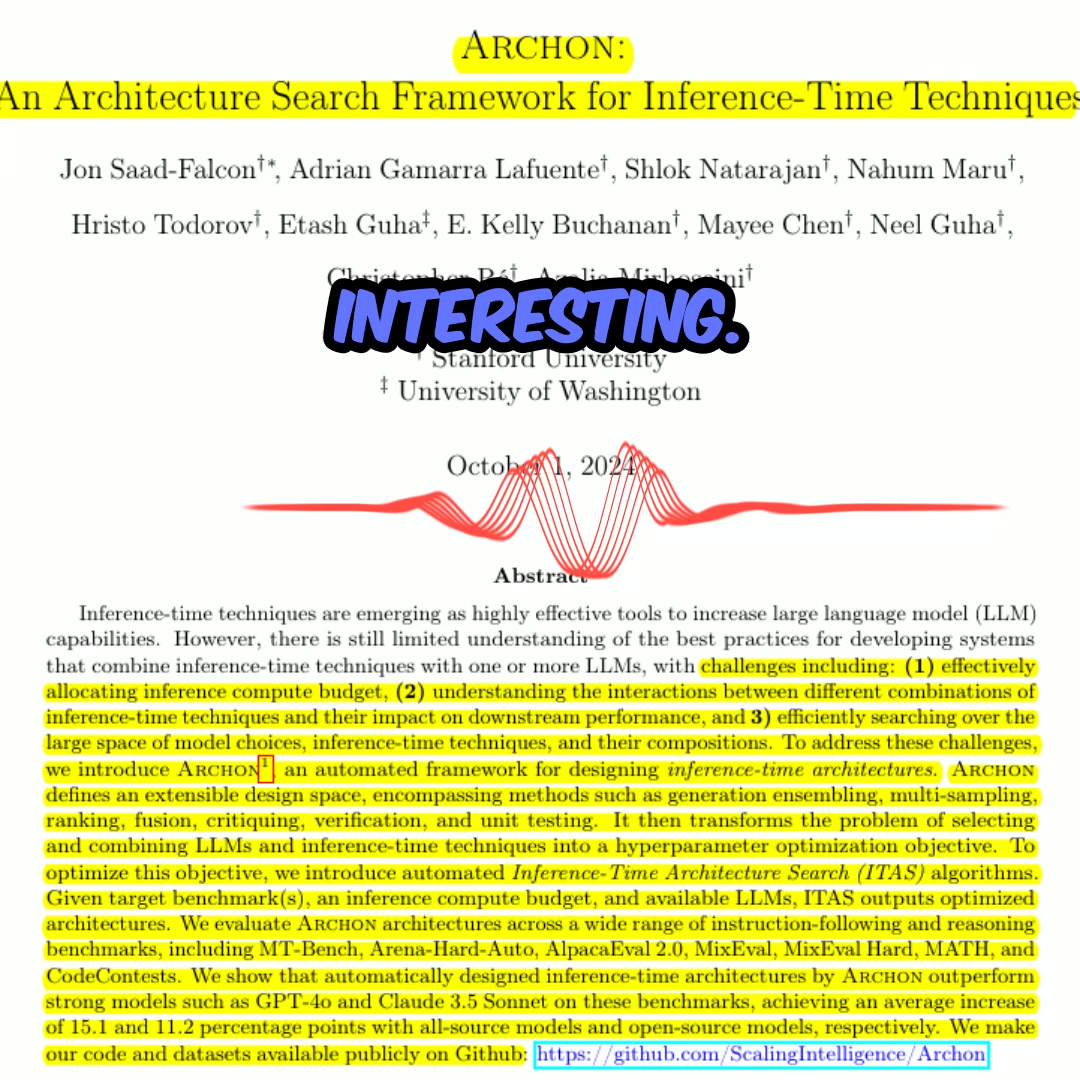 ARCHON:
An Architecture Search Framework for Inference-Time Techniques
Jon Saad-Falcon†*, Adrian Gamarra Lafuente†, Shlok Natarajan†, Nahum Maru†,
Hristo Todorov†, Etash Guha‡, E. Kelly Buchanan†, Mayee Chen†, Neel Guha†,
Christopher Ré†, Azalia Mirhoseini†
INTERESTING.
† Stanford University
‡ University of Washington
October 1, 2024
Abstract
Inference-time techniques are emerging as highly effective tools to increase large language model (LLM)
capabilities. However, there is still limited understanding of the best practices for developing systems
that combine inference-time techniques with one or more LLMs, with challenges including: (1) effectively
allocating inference compute budget, (2) understanding the interactions between different combinations of
inference-time techniques and their impact on downstream performance, and 3) efficiently searching over the
large space of model choices, inference-time techniques, and their compositions. To address these challenges,
we introduce ARCHON¹, an automated framework for designing inference-time architectures. ARCHON
defines an extensible design space, encompassing methods such as generation ensembling, multi-sampling,
ranking, fusion, critiquing, verification, and unit testing. It then transforms the problem of selecting
and combining LLMs and inference-time techniques into a hyperparameter optimization objective. To
optimize this objective, we introduce automated Inference-Time Architecture Search (ITAS) algorithms.
Given target benchmark(s), an inference compute budget, and available LLMs, ITAS outputs optimized
architectures. We evaluate ARCHON architectures across a wide range of instruction-following and reasoning
benchmarks, including MT-Bench, Arena-Hard-Auto, AlpacaEval 2.0, MixEval, MixEval Hard, MATH, and
CodeContests. We show that automatically designed inference-time architectures by ARCHON outperform
strong models such as GPT-4o and Claude 3.5 Sonnet on these benchmarks, achieving an average increase
of 15.1 and 11.2 percentage points with all-source models and open-source models, respectively. We make
our code and datasets available publicly on Github: https://github.com/ScalingIntelligence/Archon